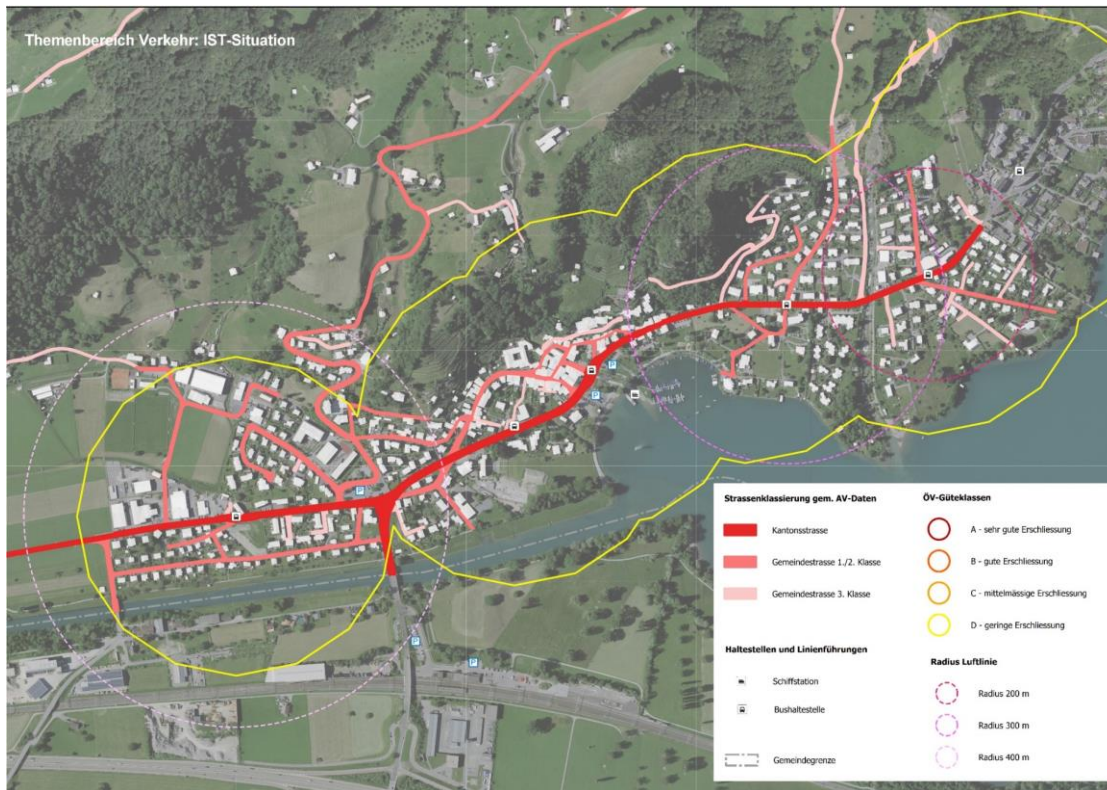 Themenbereich Verkehr: IST-Situation
P
P
P
P
P
Strassenklassierung gem. AV-Daten
Kantonsstrasse
Gemeindestrasse 1./2. Klasse
Gemeindestrasse 3. Klasse
Haltestellen und Linienführungen
Schiffstation
Bushaltestelle
Gemeindegrenze
ÖV-Güteklassen
A - sehr gute Erschliessung
B - gute Erschliessung
C - mittelmässige Erschliessung
D - geringe Erschliessung
Radius Luftlinie
Radius 200 m
Radius 300 m
Radius 400 m